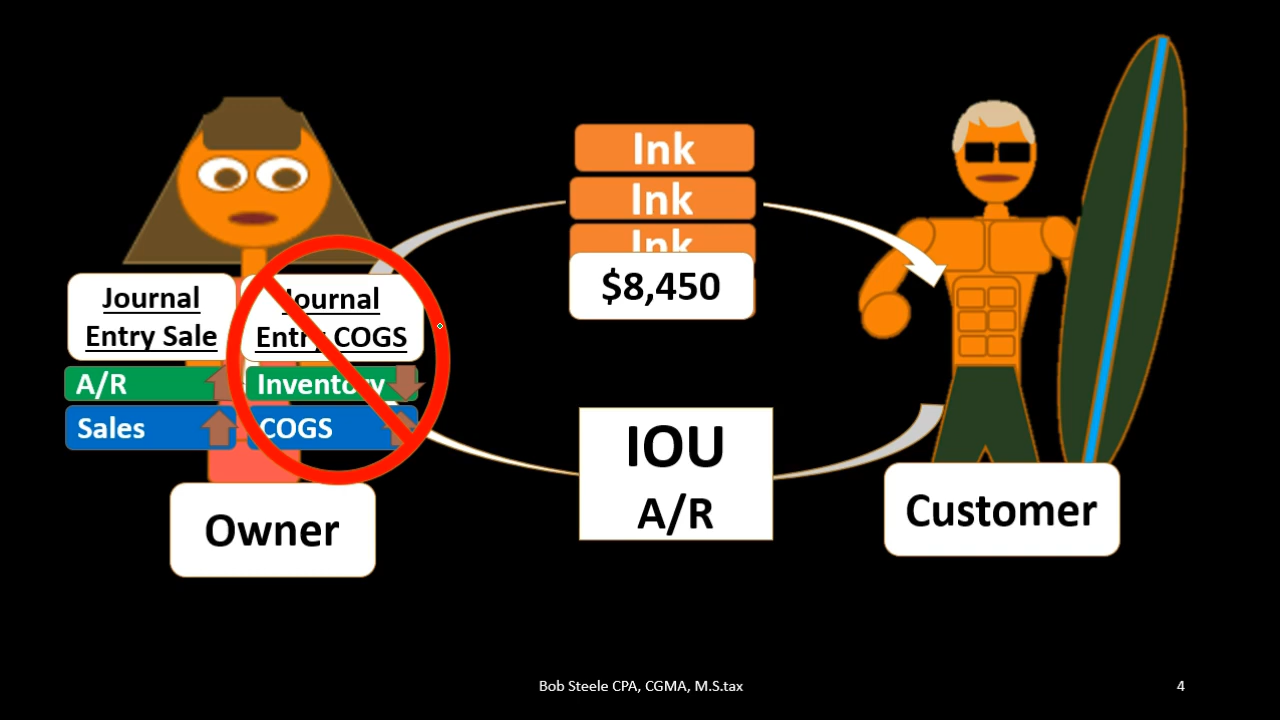 Ink
Ink
Ink
$8,450
Journal
Entry Sale
A/R
Sales
Journal
Entry COGS
Inventory
COGS
IOU
A/R
Owner
Customer
Bob Steele CPA, CGMA, M.S.tax
4